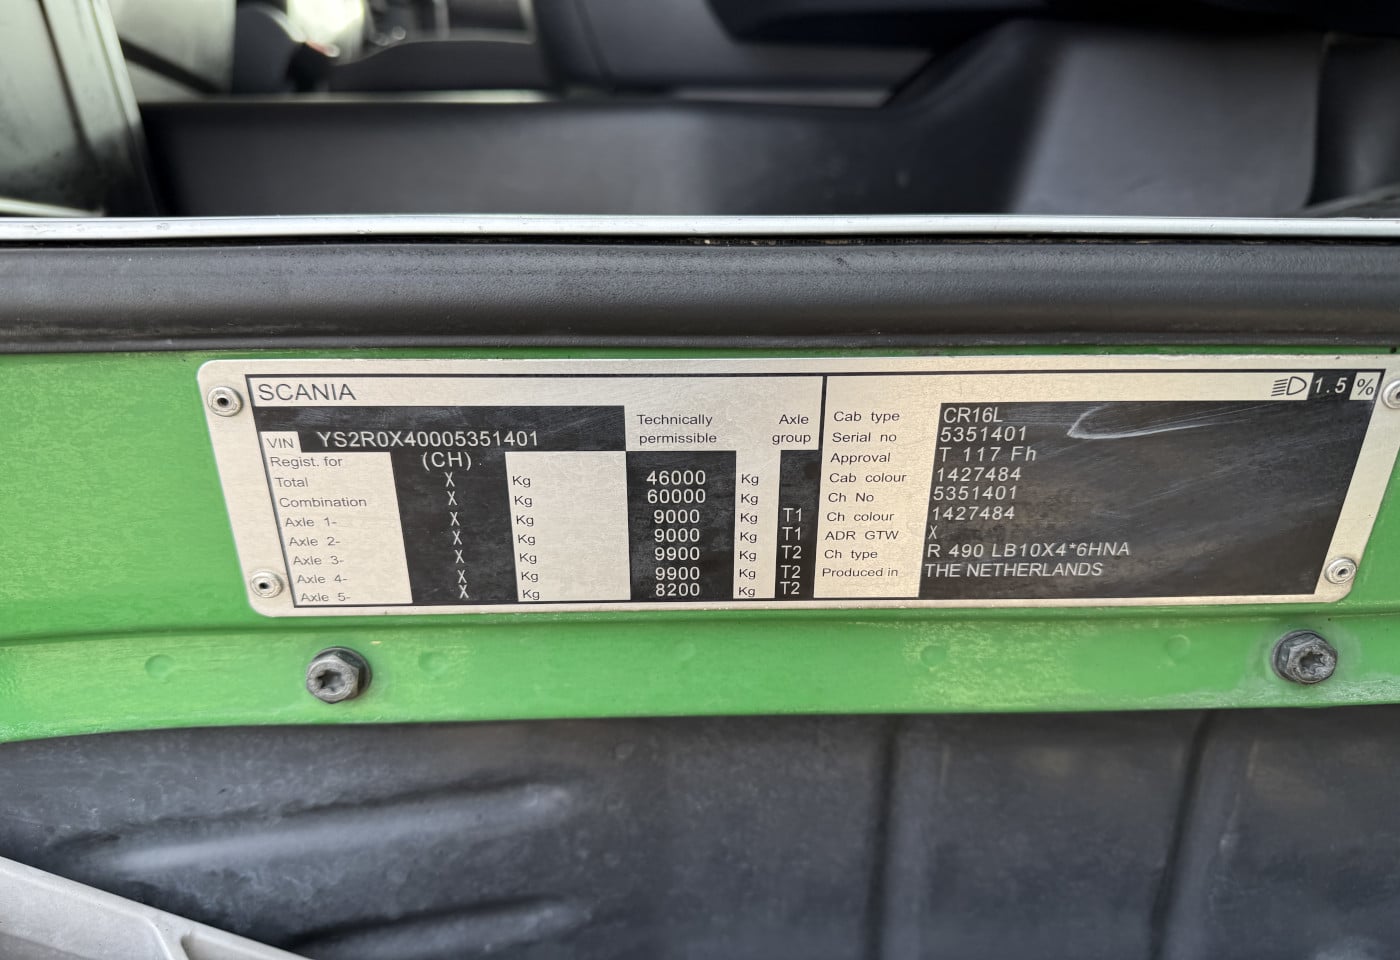 SCANIA
VIN YS2R0X40005351401
Technically permissible
Axle group
Regist. for (CH)
Total X Kg 46000 Kg
Combination X Kg 60000 Kg
Axle 1- X Kg 9000 Kg T1
Axle 2- X Kg 9000 Kg T1
Axle 3- X Kg 9900 Kg T2
Axle 4- X Kg 9900 Kg T2
Axle 5- X Kg 8200 Kg T2
1.5 %
Cab type CR16L
Serial no 5351401
Approval T 117 Fh
Cab colour 1427484
Ch No 5351401
Ch colour 1427484
ADR GTW X
Ch type R 490 LB10X4*6HNA
Produced in THE NETHERLANDS